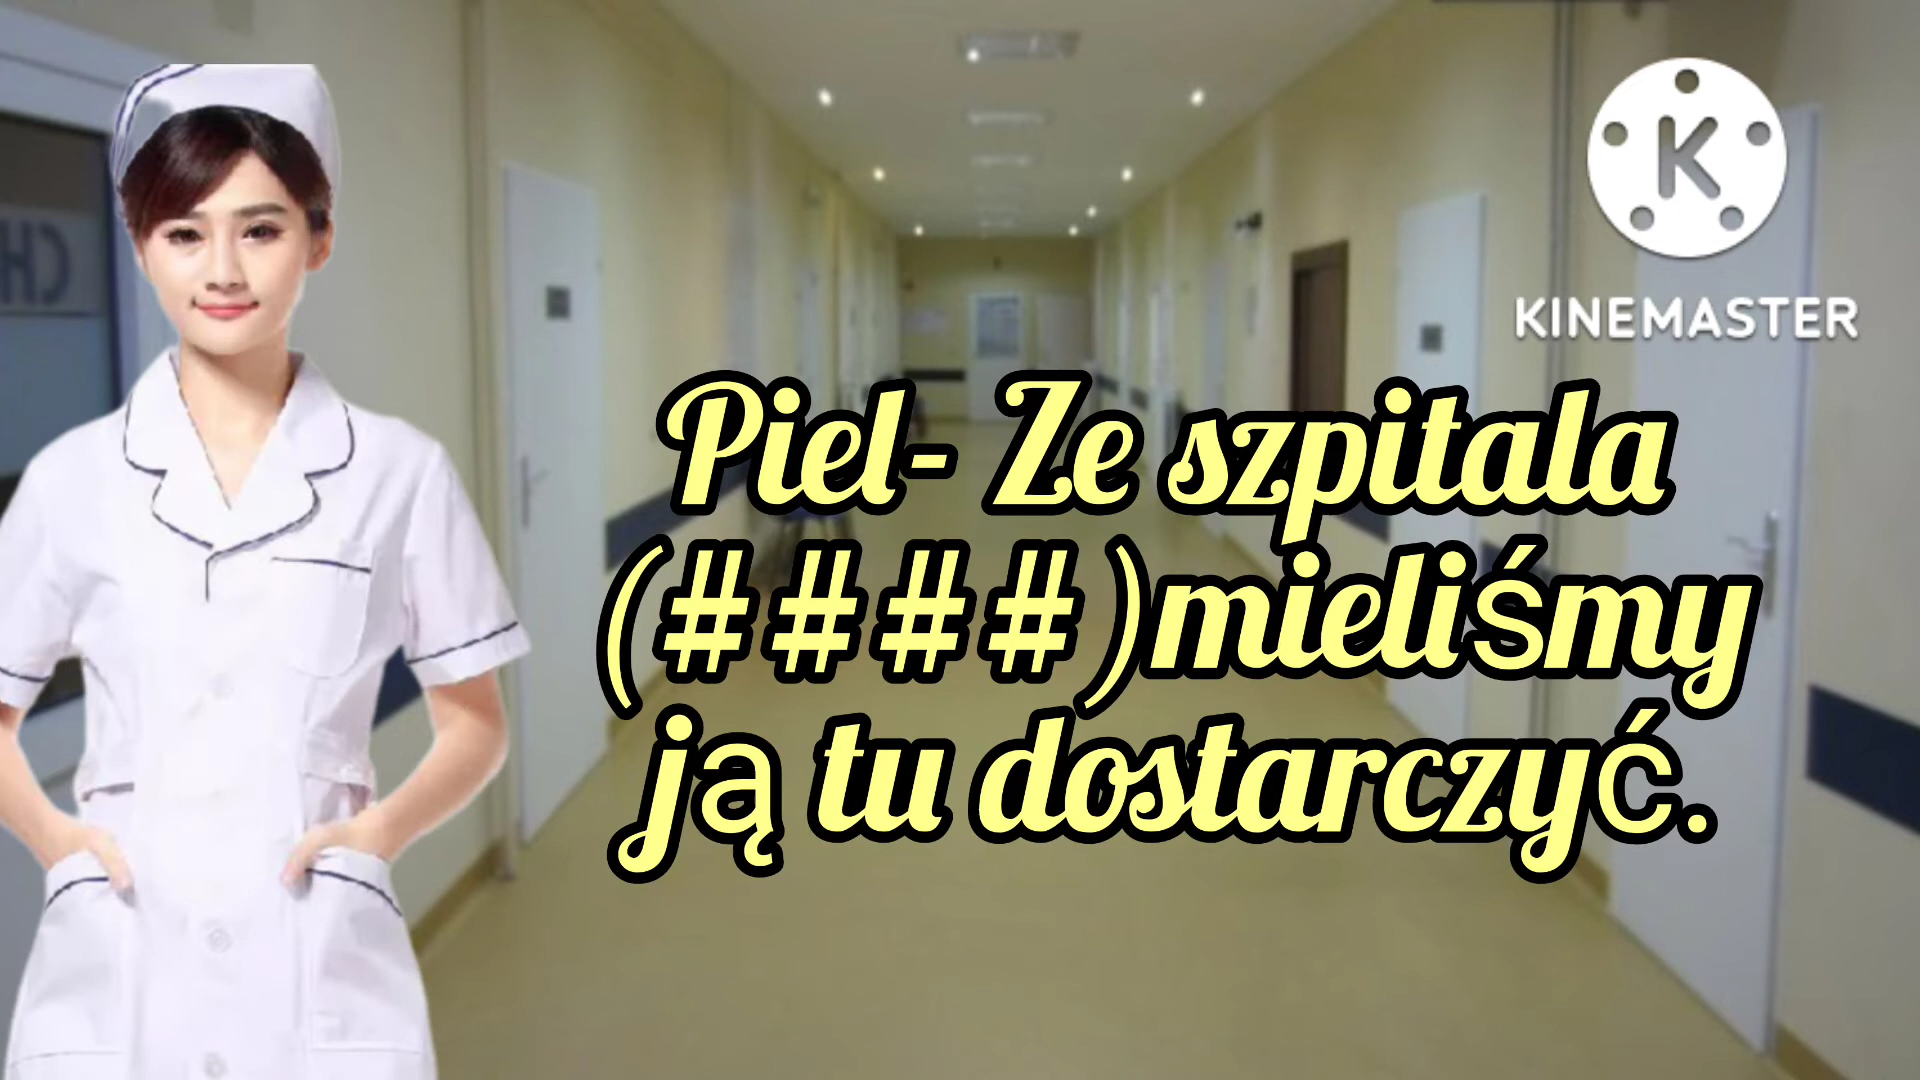 KINEMASTER
Piel- Ze szpitala
(####)mieliśmy
ją tu dostarczyć.